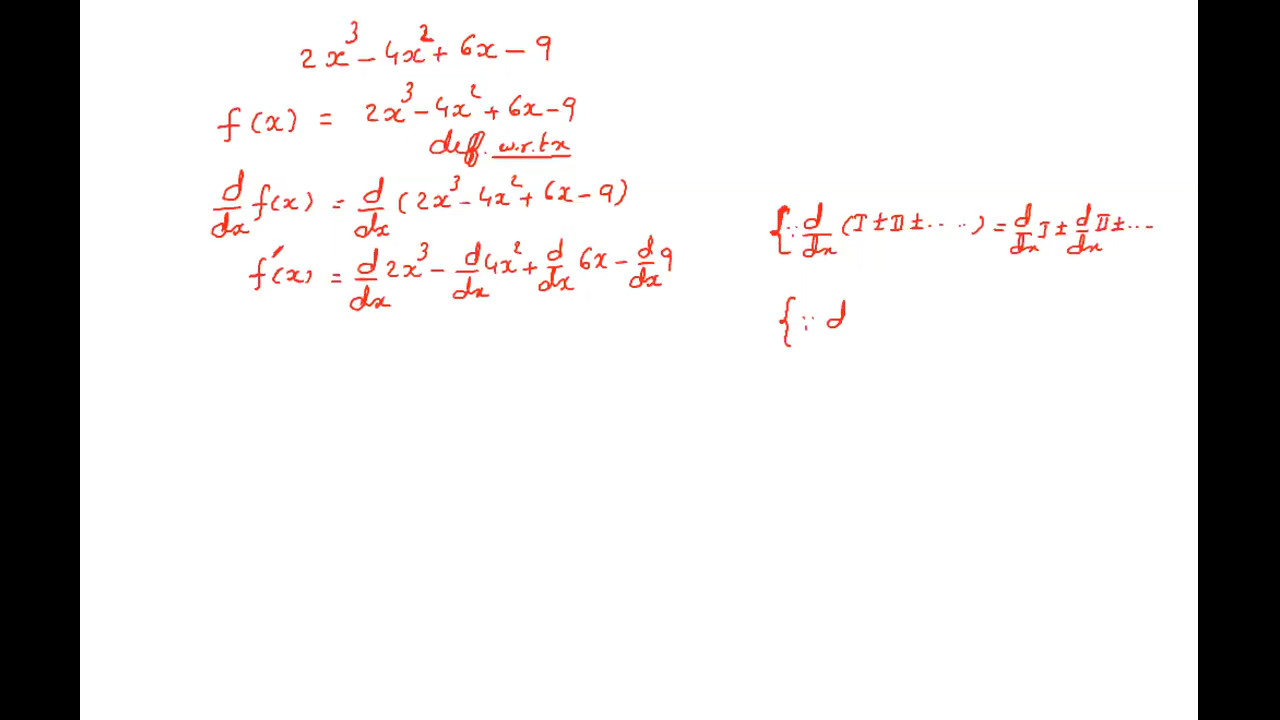 2x³ - 4x² + 6x - 9
f(x) = 2x³ - 4x² + 6x - 9
deff. w.r.t x
d/dx f(x) = d/dx (2x³ - 4x² + 6x - 9)
{∵ d/dx (I ± II ± ·····) = d/dx I ± d/dx II ± ···
f'(x) = d/dx 2x³ - d/dx 4x² + d/dx 6x - d/dx 9
{∵ d